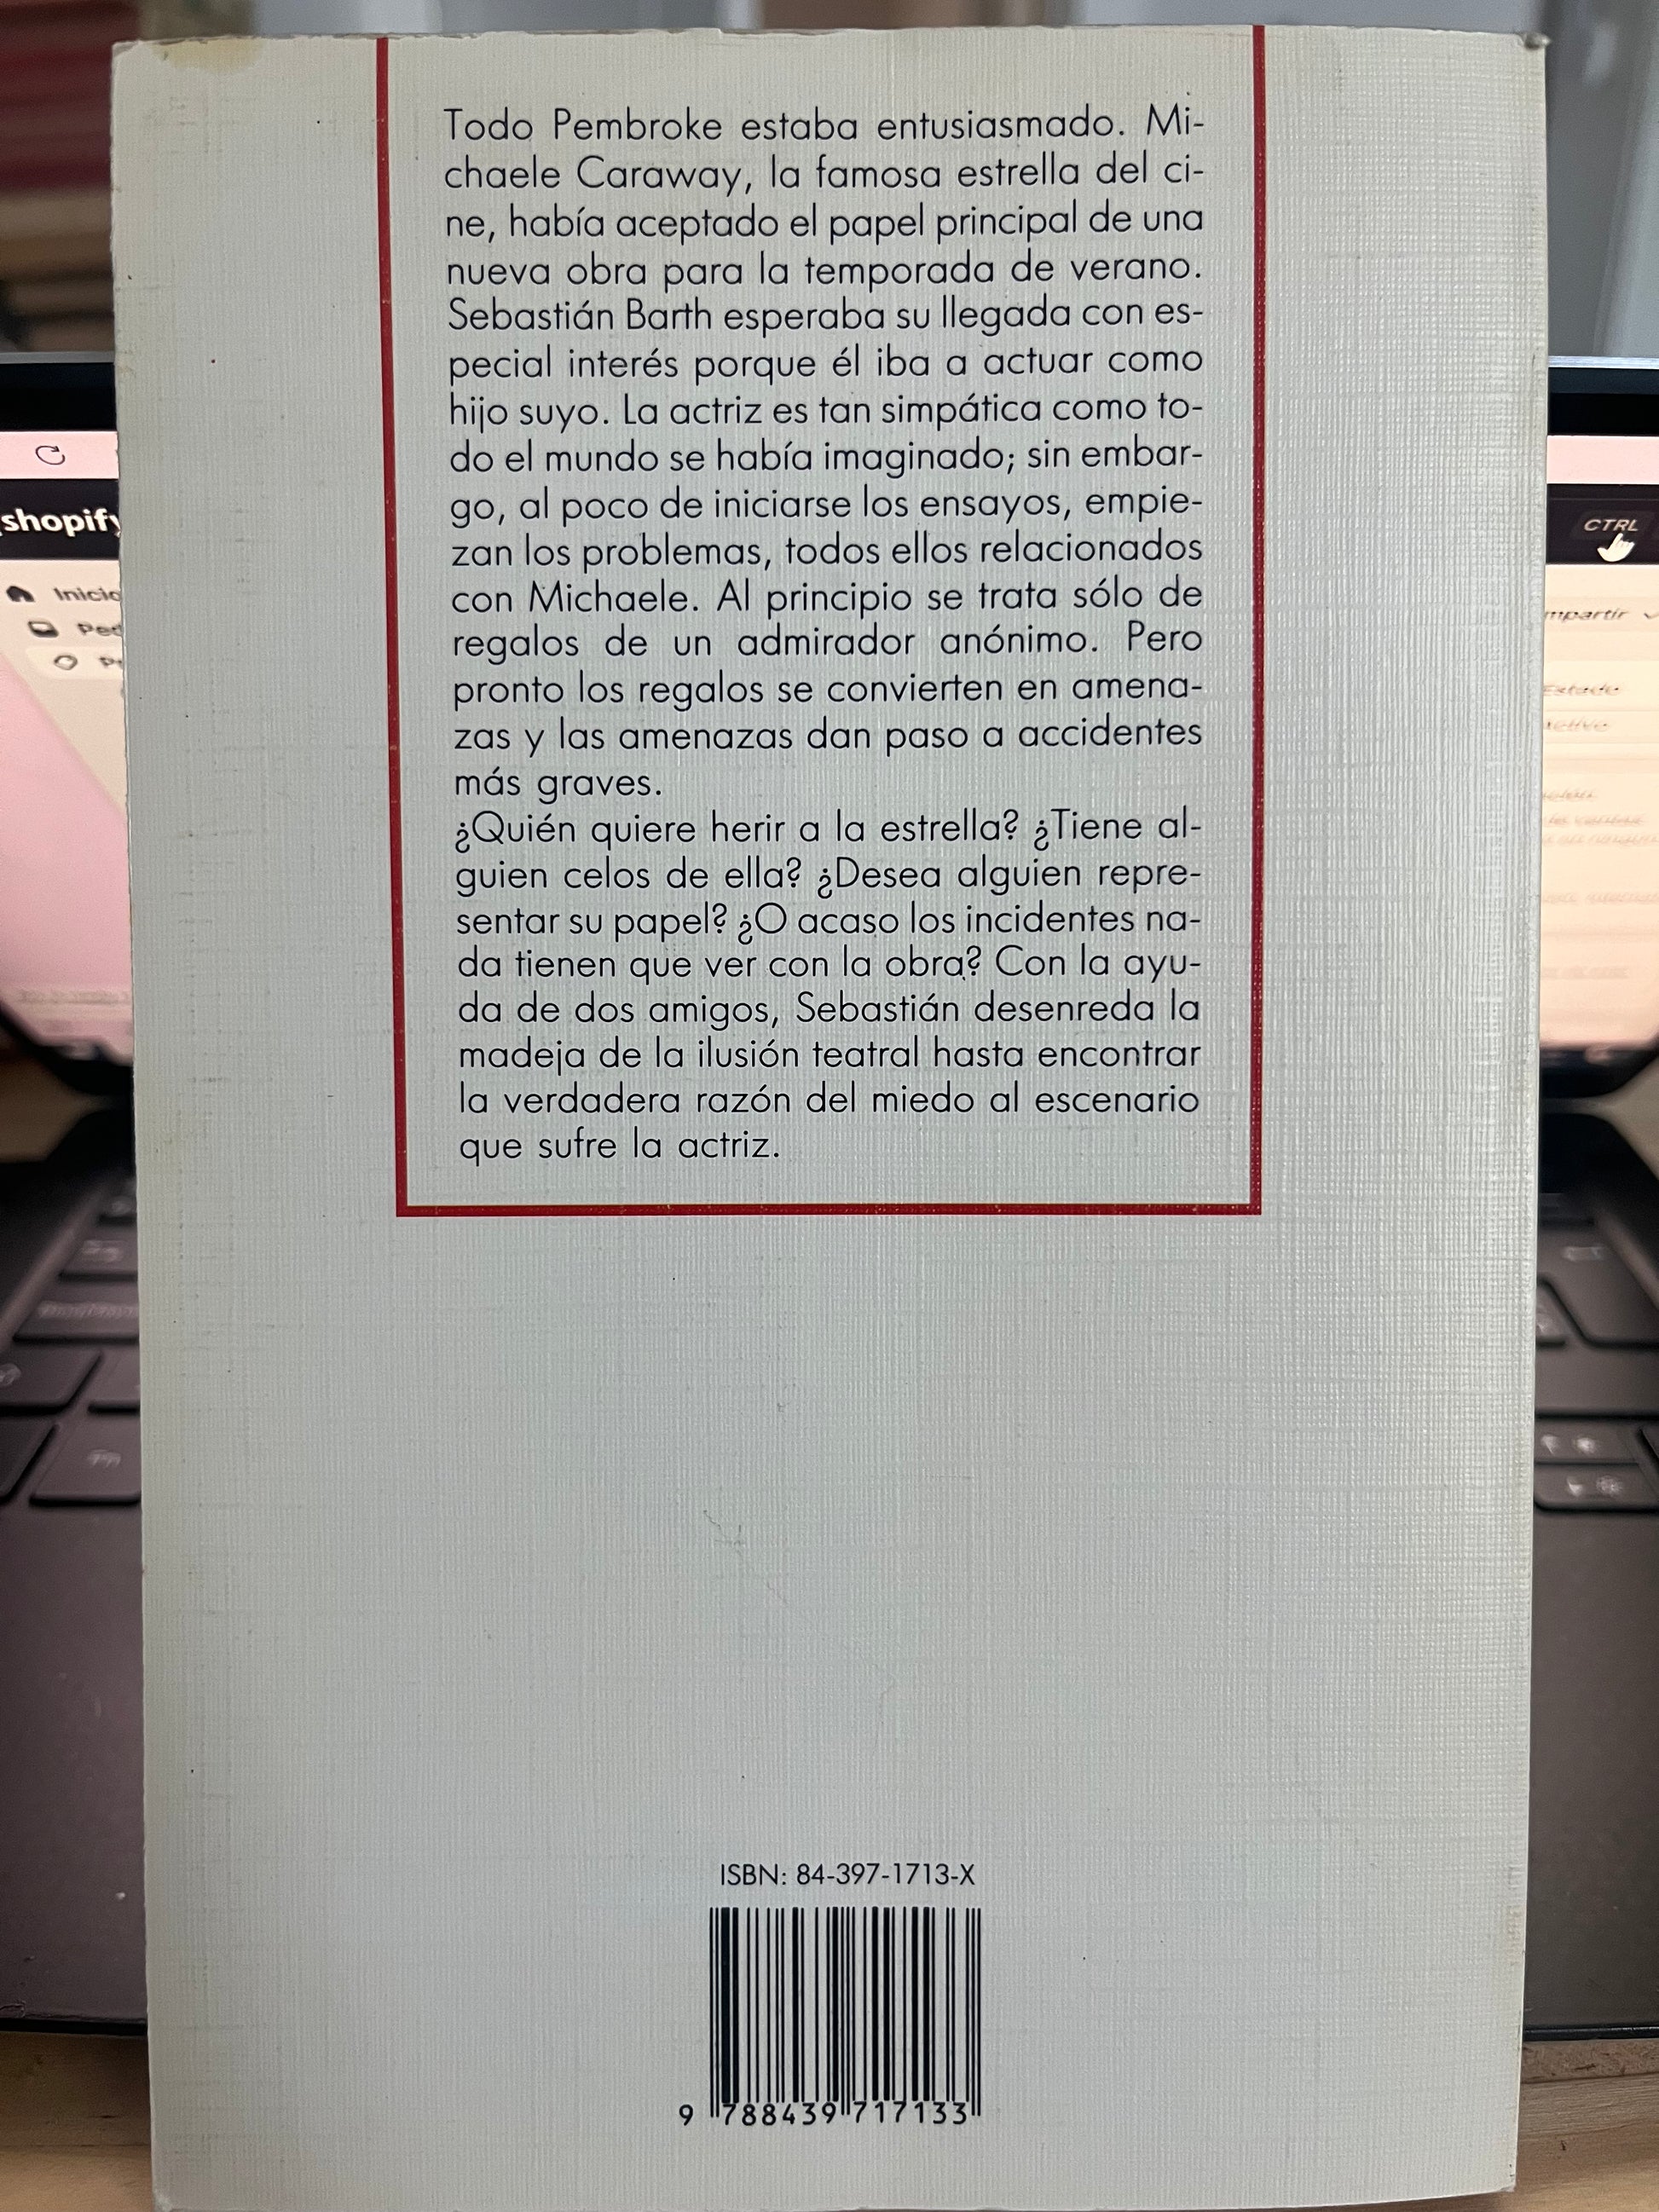 Todo Pembroke estaba entusiasmado. Mi-
chaele Caraway, la famosa estrella del ci-
ne, había aceptado el papel principal de una
nueva obra para la temporada de verano.
Sebastián Barth esperaba su llegada con es-
pecial interés porque él iba a actuar como
hijo suyo. La actriz es tan simpática como to-
do el mundo se había imaginado; sin embar-
go, al poco de iniciarse los ensayos, empie-
zan los problemas, todos ellos relacionados
con Michaele. Al principio se trata sólo de
regalos de un admirador anónimo. Pero
pronto los regalos se convierten en amena-
zas y las amenazas dan paso a accidentes
más graves.
¿Quién quiere herir a la estrella? ¿Tiene al-
guien celos de ella? ¿Desea alguien repre-
sentar su papel? ¿O acaso los incidentes na-
da tienen que ver con la obra? Con la ayu-
da de dos amigos, Sebastián desenreda la
madeja de la ilusión teatral hasta encontrar
la verdadera razón del miedo al escenario
que sufre la actriz.
ISBN: 84-397-1713-X
9 788439 717133
shopify
Inicio
Ped
CTRL
mpartir
Estado